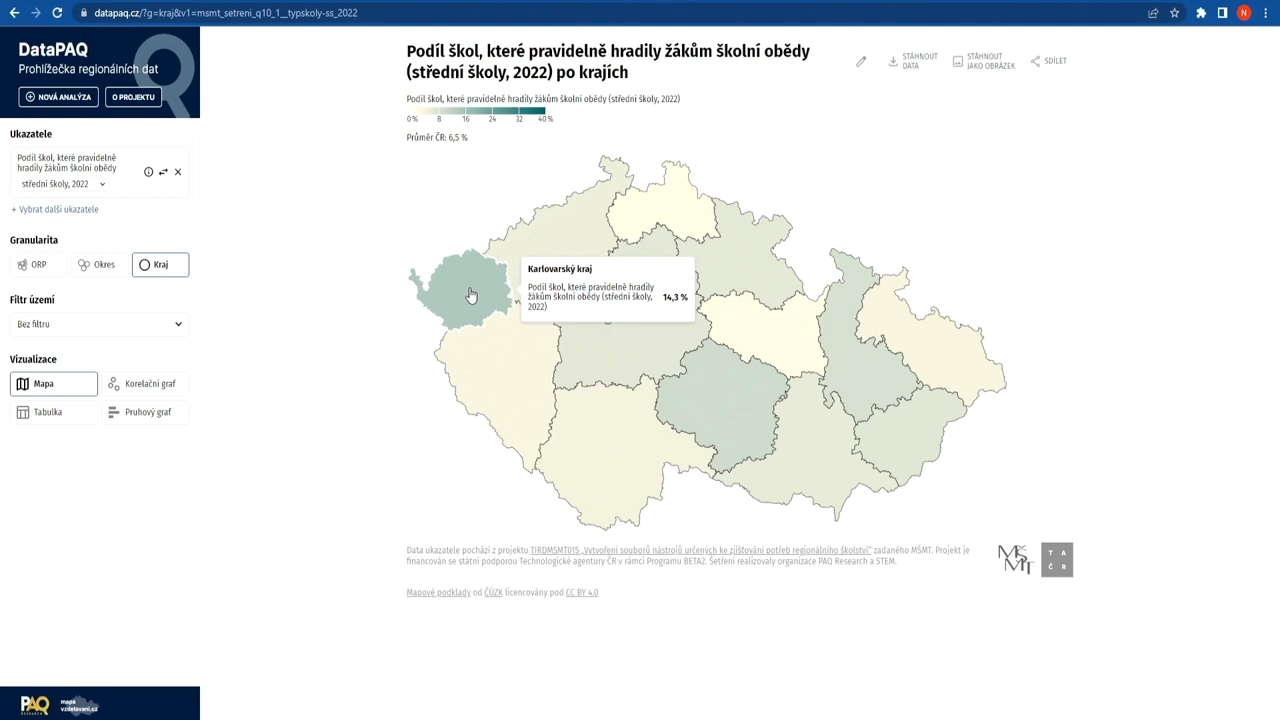 datapaq.cz/?g=kraj&v1=msmt_setreni_q10_1__typskoly-ss_2022
N
DataPAQ
Prohlížečka regionálních dat
NOVÁ ANALÝZA
O PROJEKTU
Ukazatele
Podíl škol, které pravidelně
hradily žákům školní obědy
střední školy, 2022
+ Vybrat další ukazatele
Granularita
ORP
Okres
Kraj
Filtr území
Bez filtru
Vizualizace
Mapa
Korelační graf
Tabulka
Pruhový graf
PAQ
RESEARCH
mapa
vzdelavani.cz
Podíl škol, které pravidelně hradily žákům školní obědy
(střední školy, 2022) po krajích
STÁHNOUT
DATA
STÁHNOUT
JAKO OBRÁZEK
SDÍLET
Podíl škol, které pravidelně hradily žákům školní obědy (střední školy, 2022)
0 % 8 16 24 32 40 %
Průměr ČR: 6,5 %
Karlovarský kraj
Podíl škol, které pravidelně hradily
žákům školní obědy (střední školy,
2022)
14,3 %
Data ukazatele pochází z projektu TIRDMSMT015 „Vytvoření souborů nástrojů určených ke zjišťování potřeb regionálního školství“ zadaného MŠMT. Projekt je
financován se státní podporou Technologické agentury ČR v rámci Programu BETA2. Šetření realizovaly organizace PAQ Research a STEM.
MŠMT
T A
Č R
Mapové podklady od ČÚZK licencovány pod CC BY 4.0